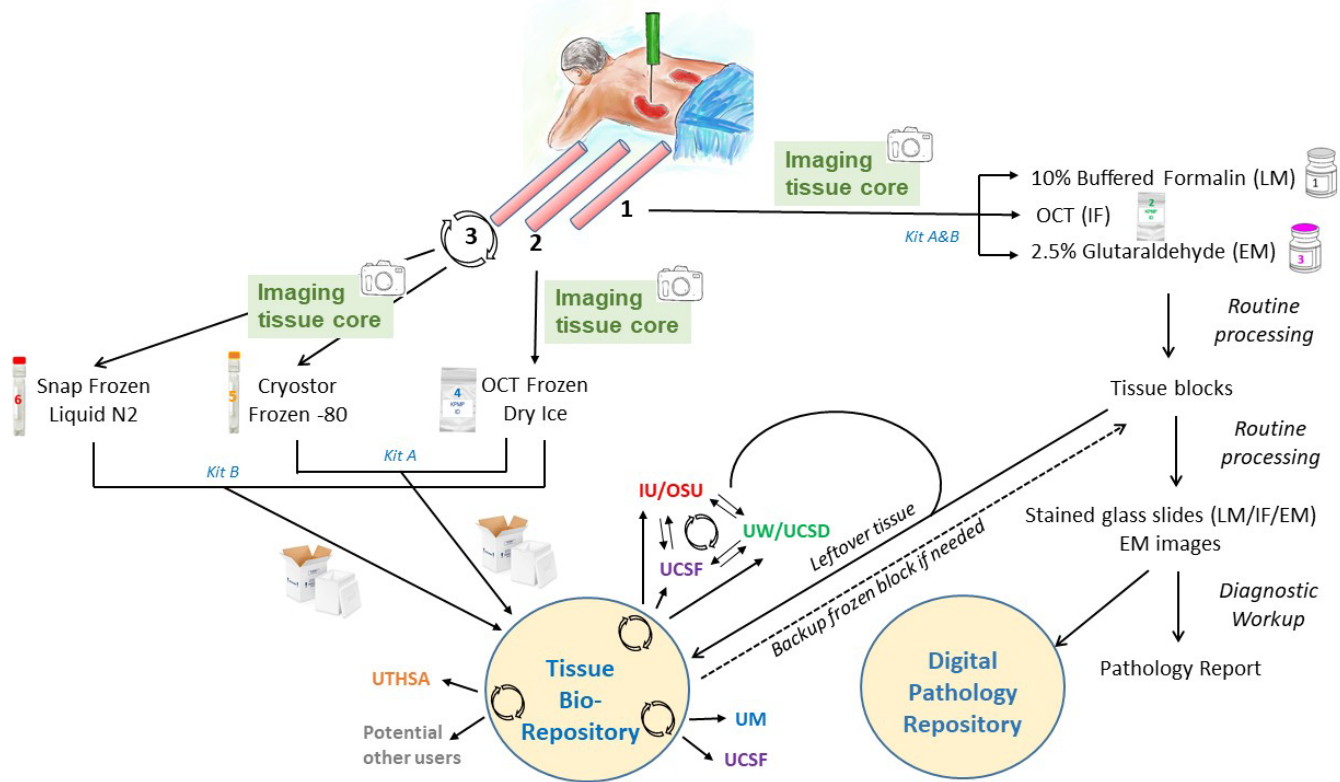 Imaging
tissue core
10% Buffered Formalin (LM)
1
OCT (IF)
2
KPMP
ID
2.5% Glutaraldehyde (EM)
3
Kit A&B
1
2
3
Imaging
tissue core
Imaging
tissue core
Routine
processing
6
Snap Frozen
Liquid N2
5
Cryostor
Frozen -80
4
KPMP
ID
OCT Frozen
Dry Ice
Tissue blocks
Kit B
Kit A
Routine
processing
IU/OSU
UW/UCSD
UCSF
Leftover tissue
Backup frozen block if needed
Stained glass slides (LM/IF/EM)
EM images
Diagnostic
Workup
Pathology Report
Tissue
Bio-
Repository
Digital
Pathology
Repository
UTHSA
Potential
other users
UM
UCSF